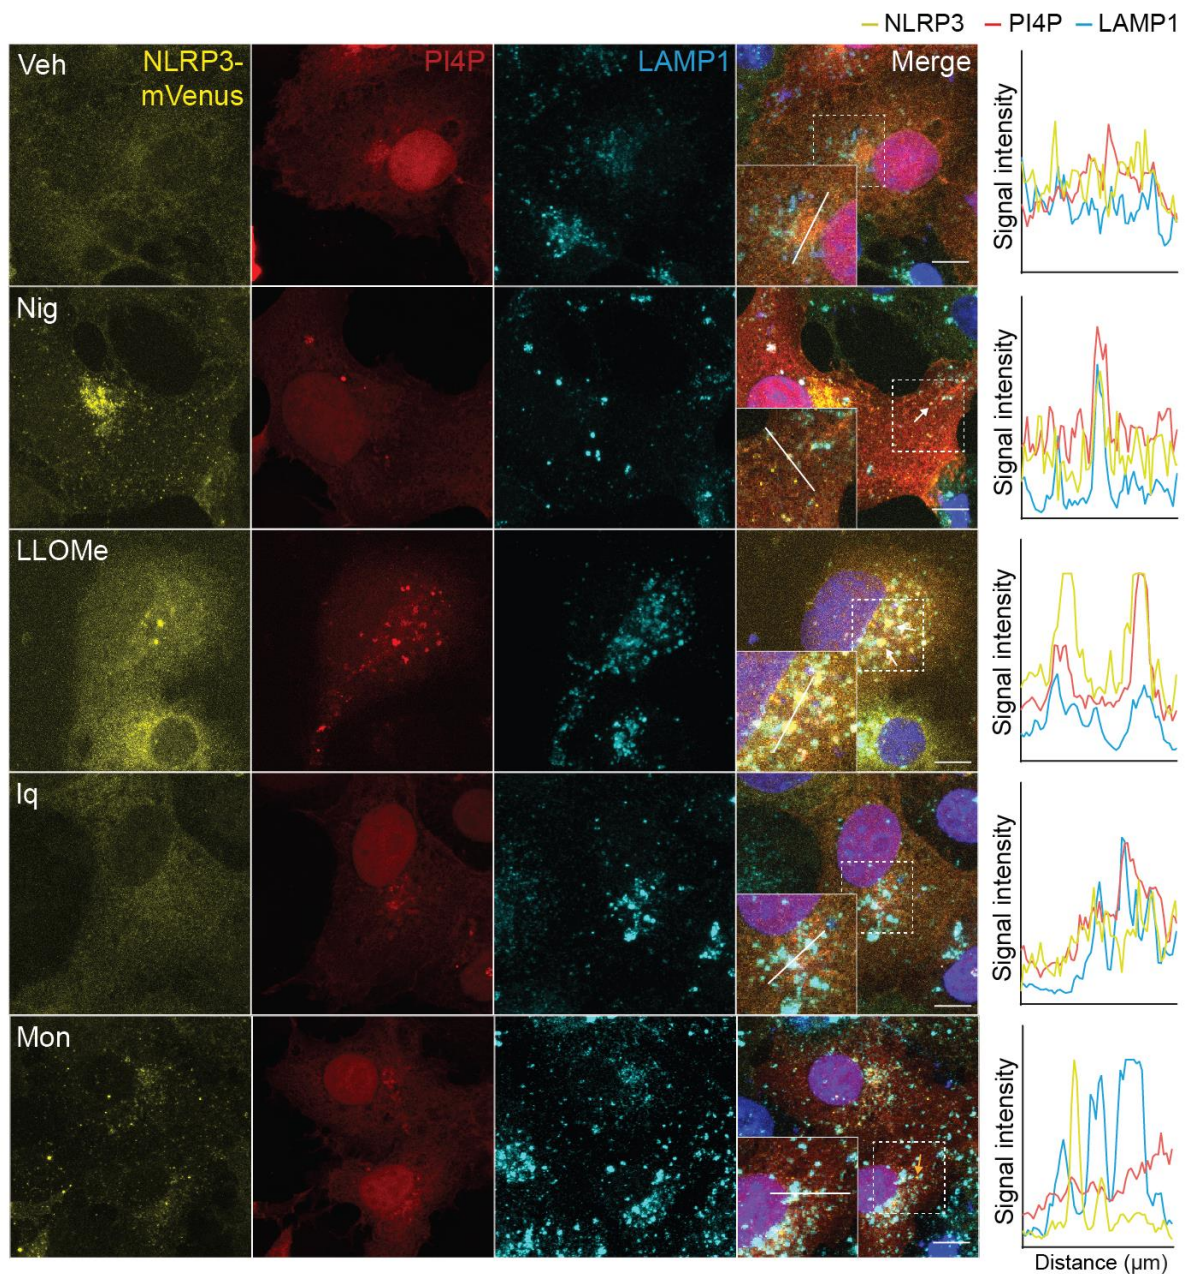 NLRP3 PI4P LAMP1
Veh
NLRP3-
mVenus
PI4P
LAMP1
Merge
Signal intensity
Nig
Signal intensity
LLOMe
Signal intensity
Iq
Signal intensity
Mon
Signal intensity
Distance (µm)